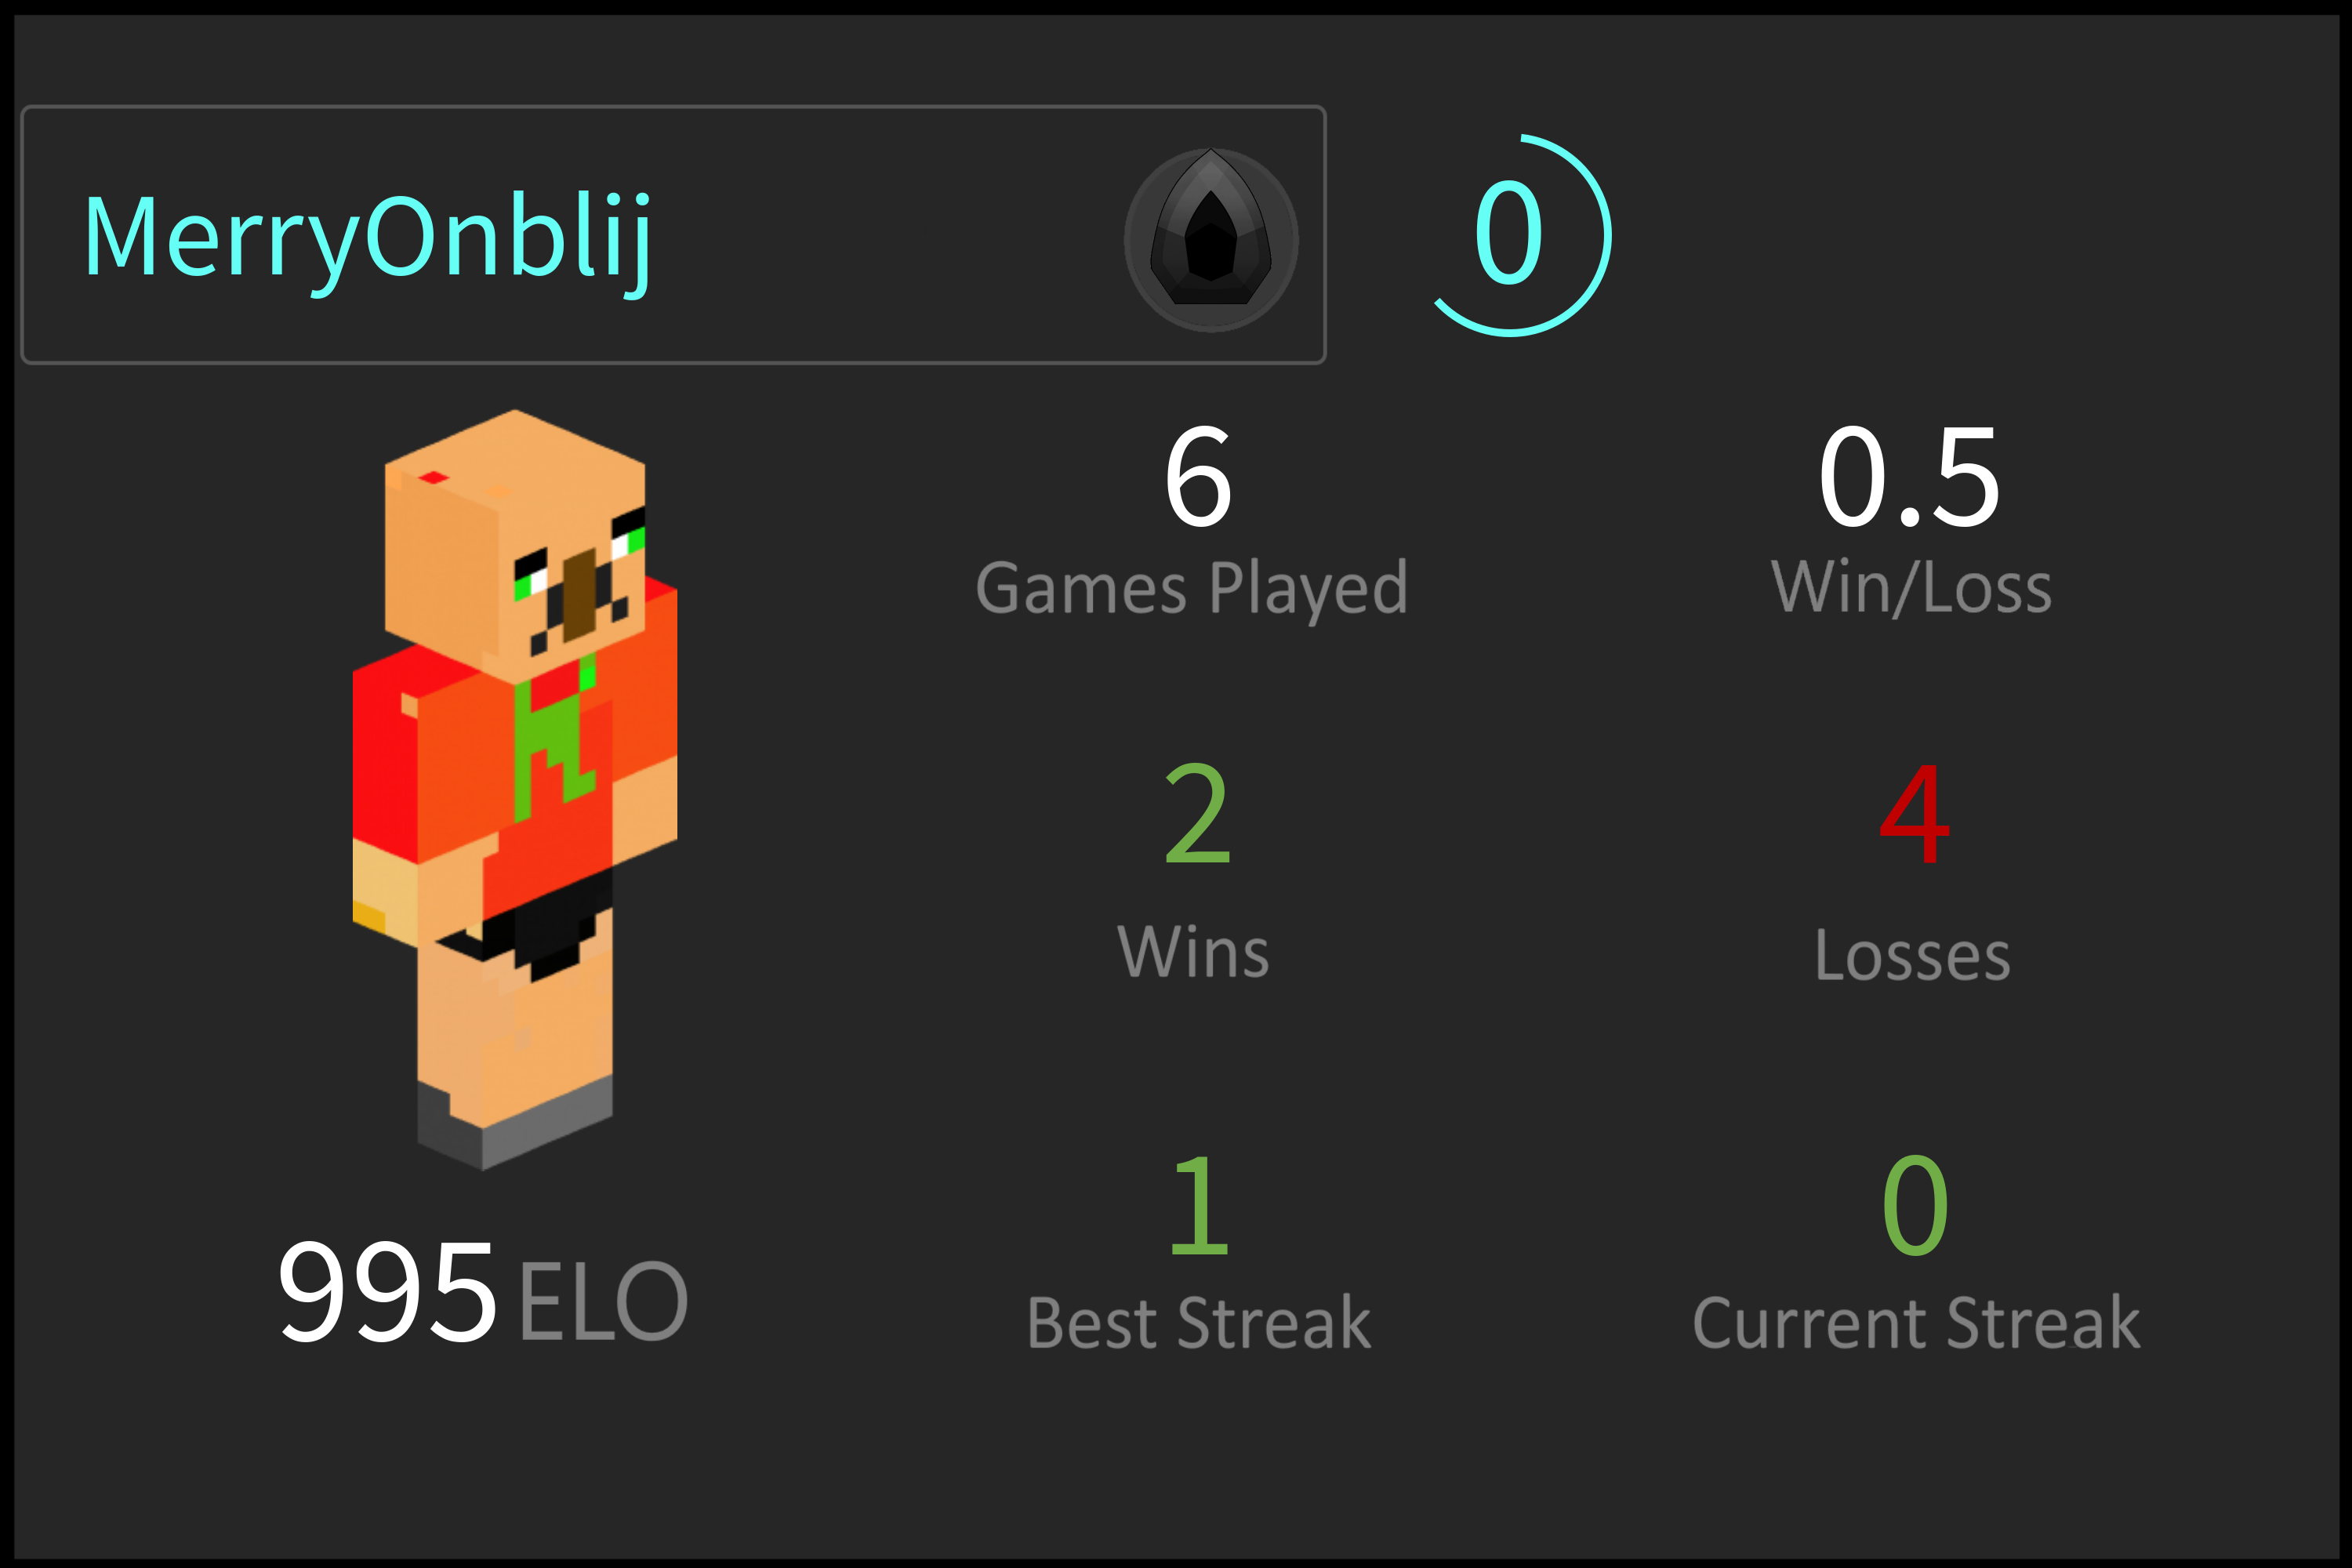 MerryOnblij
0
6
0.5
Games Played
Win/Loss
2
4
Wins
Losses
1
0
995 ELO
Best Streak
Current Streak